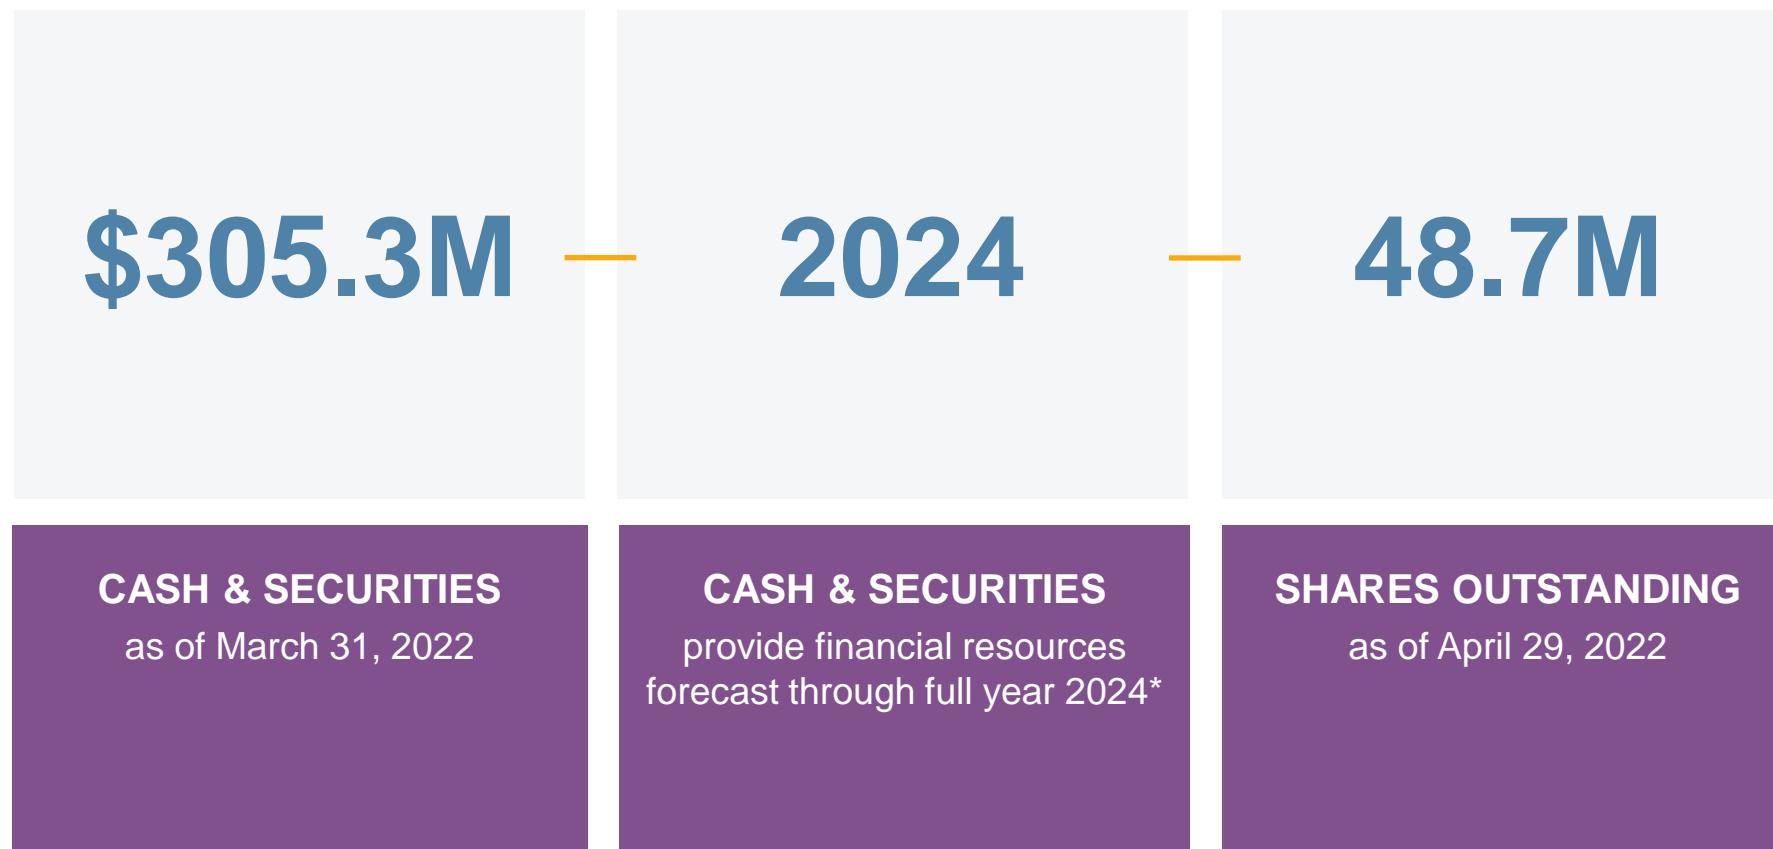 $305.3M
2024
48.7M
CASH & SECURITIES
as of March 31, 2022
CASH & SECURITIES
provide financial resources
forecast through full year 2024*
SHARES OUTSTANDING
as of April 29, 2022